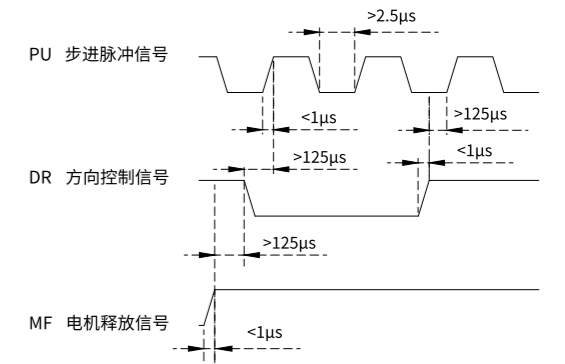 >2.5μs
PU 步进脉冲信号
<1μs
>125μs
>125μs
<1μs
DR 方向控制信号
>125μs
MF 电机释放信号
<1μs